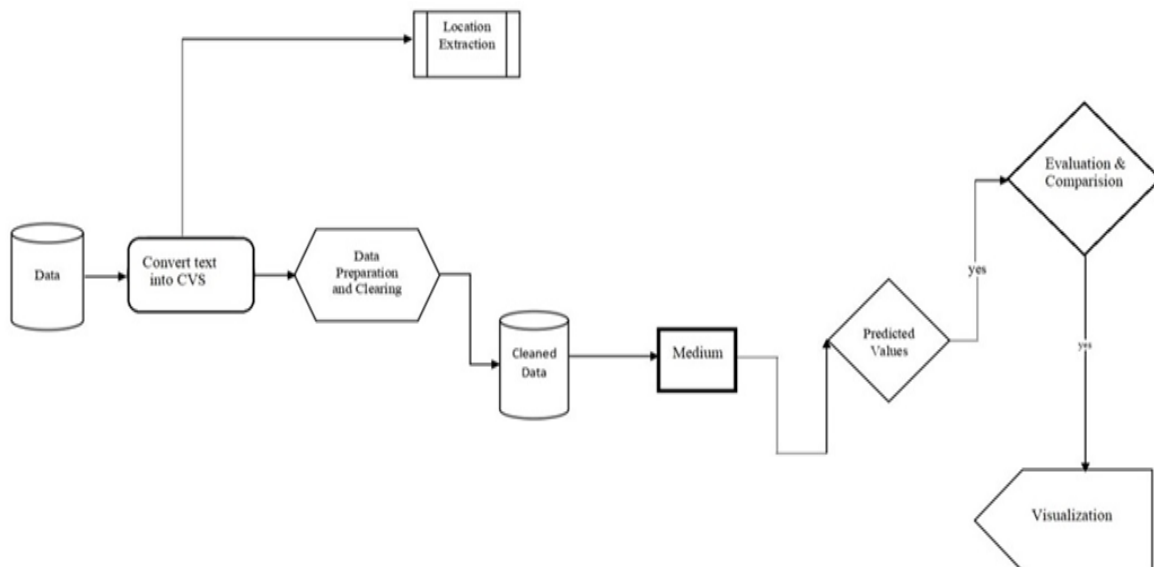 Location
Extraction
Data
Convert text
into CVS
Data
Preparation
and Clearing
Cleaned
Data
Medium
Predicted
Values
yes
Evaluation &
Comparision
yes
Visualization